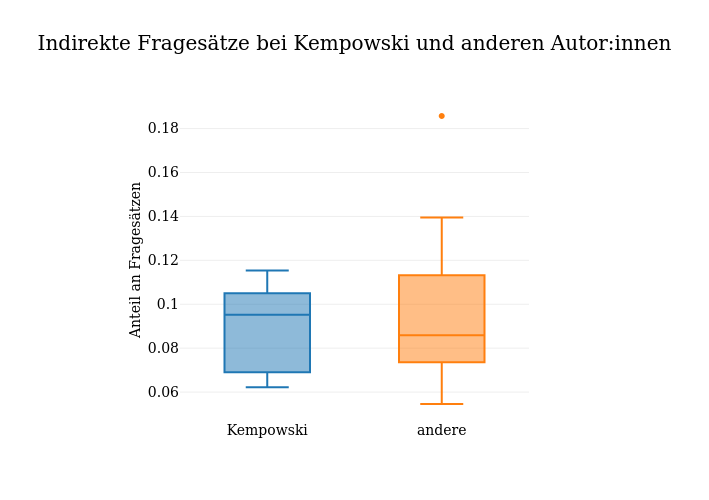 Indirekte Fragesätze bei Kempowski und anderen Autor:innen
Anteil an Fragesätzen
0.18
0.16
0.14
0.12
0.1
0.08
0.06
Kempowski
andere